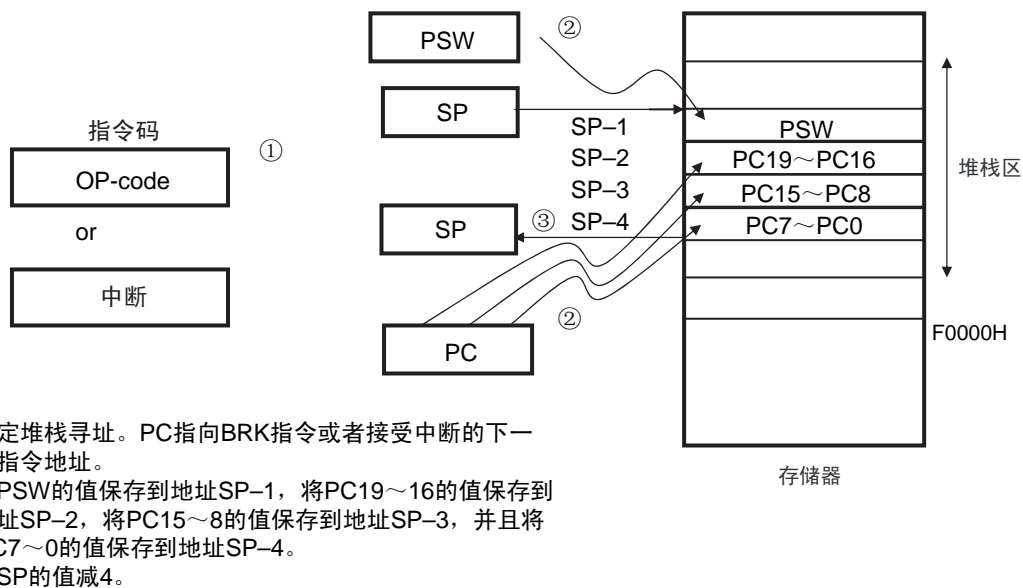 PSW
②
SP
SP–1
PSW
指令码
①
SP–2
PC19～PC16
堆栈区
OP-code
SP–3
PC15～PC8
or
SP
③
SP–4
PC7～PC0
中断
②
PC
F0000H
存储器
定堆栈寻址。PC指向BRK指令或者接受中断的下一
指令地址。
PSW的值保存到地址SP–1，将PC19～16的值保存到
址SP–2，将PC15～8的值保存到地址SP–3，并且将
C7～0的值保存到地址SP–4。
SP的值减4。